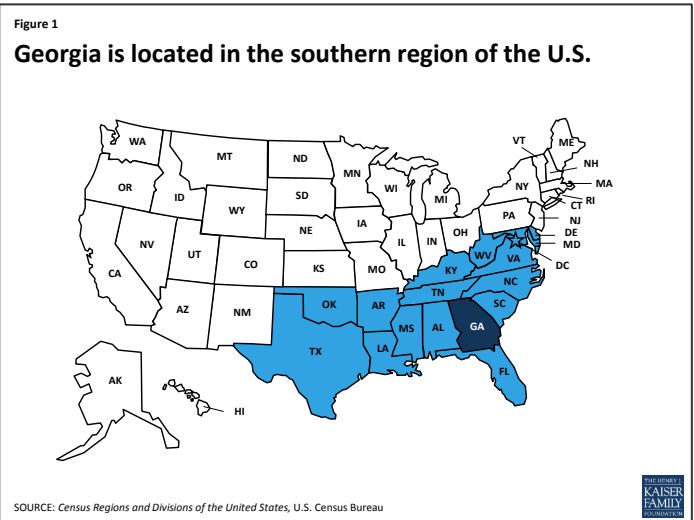 Figure 1
Georgia is located in the southern region of the U.S.
WA
MT
ND
MN
VT
ME
NH
OR
ID
SD
WI
MI
NY
MA
RI
CT
WY
IA
PA
NJ
NE
OH
DE
NV
UT
IL
IN
MD
CO
WV
VA
DC
CA
KS
MO
KY
NC
TN
OK
AR
SC
AZ
NM
MS
AL
GA
TX
LA
FL
AK
HI
SOURCE: Census Regions and Divisions of the United States, U.S. Census Bureau
THE HENRY J.
KAISER
FAMILY
FOUNDATION